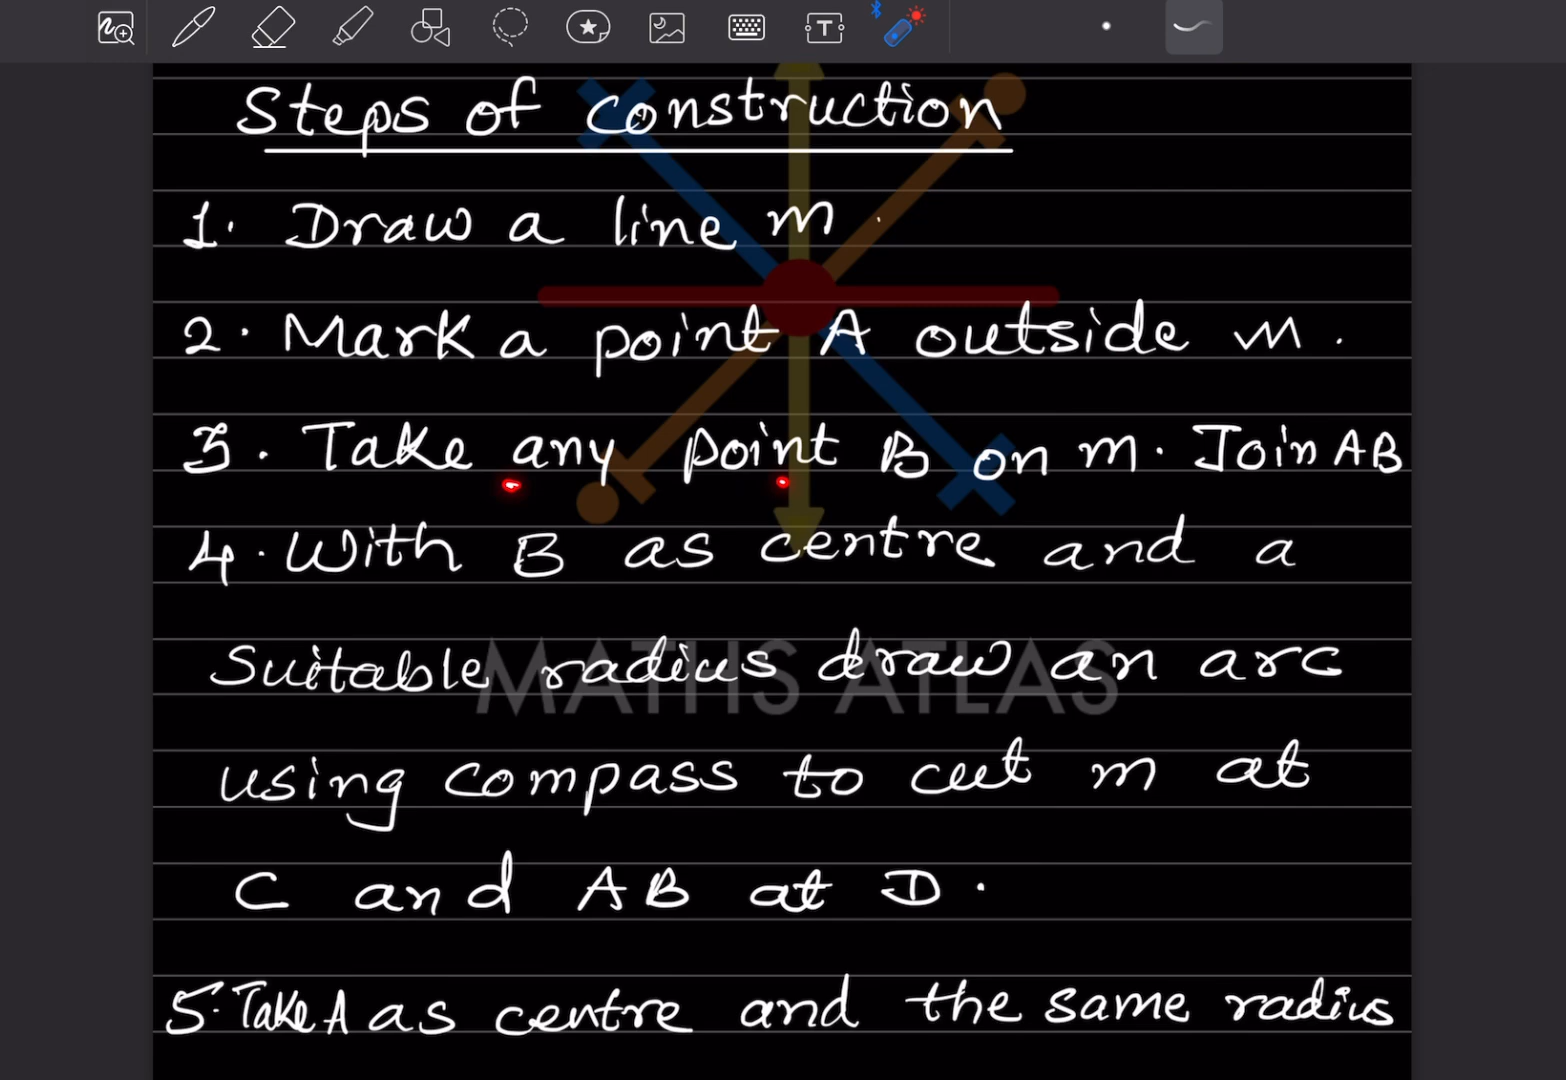 Steps of construction
1. Draw a line m.
2. Mark a point A outside m.
3. Take any point B on m. Join AB
4. With B as centre and a
Suitable radius draw an arc
MATHS ATLAS
using compass to cut m at
C and AB at D.
5. Take A as centre and the same radius